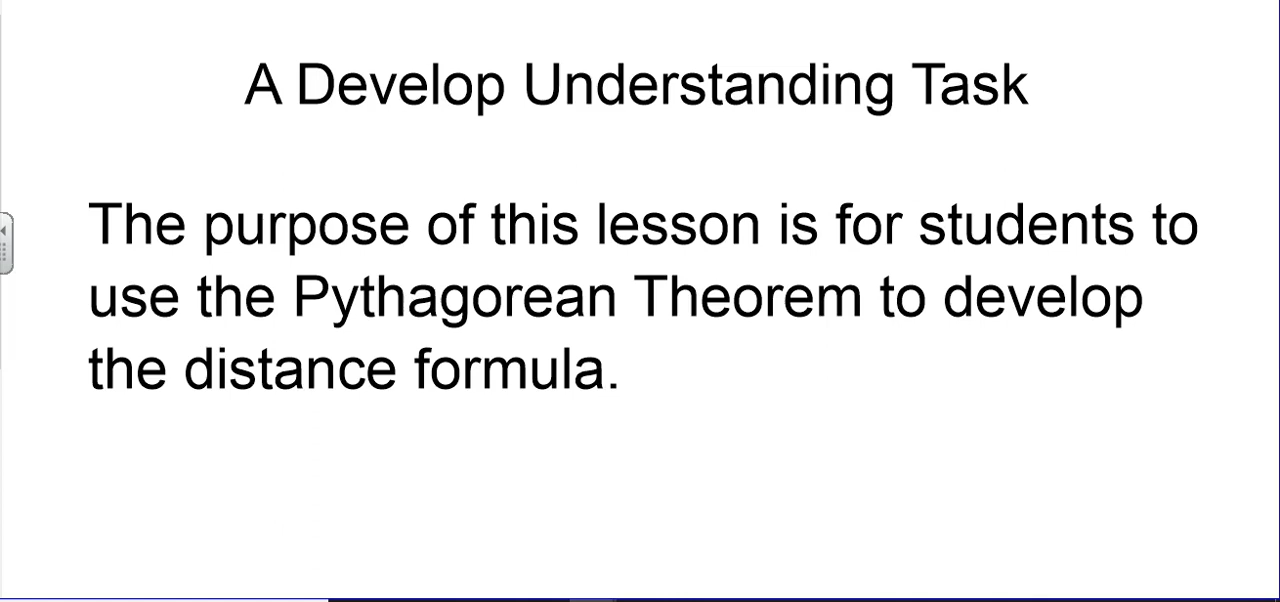 A Develop Understanding Task
The purpose of this lesson is for students to
use the Pythagorean Theorem to develop
the distance formula.